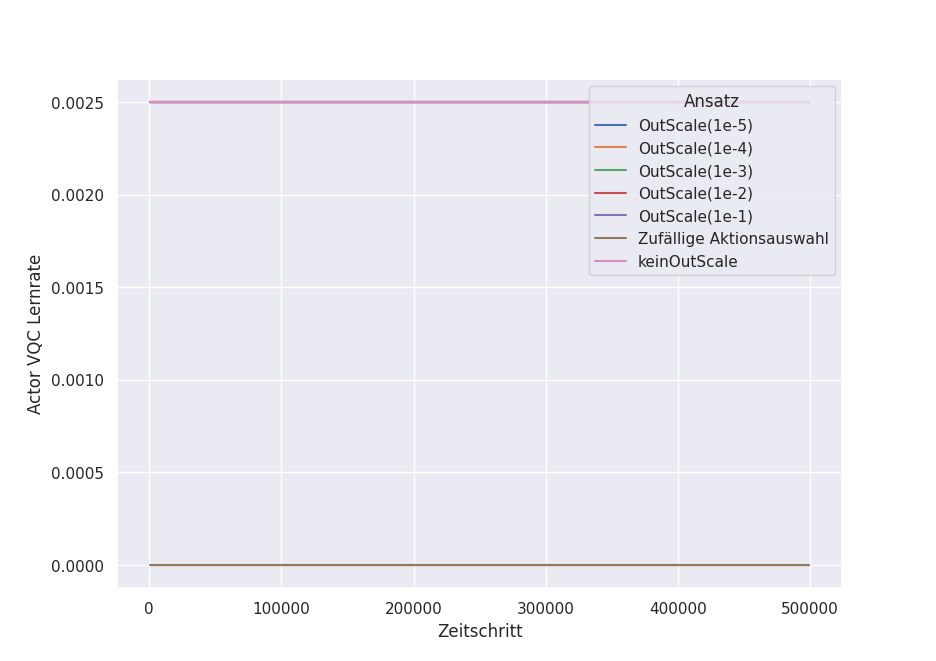 Ansatz
OutScale(1e-5)
OutScale(1e-4)
OutScale(1e-3)
OutScale(1e-2)
OutScale(1e-1)
Zufällige Aktionsauswahl
keinOutScale
Actor VQC Lernrate
0.0025
0.0020
0.0015
0.0010
0.0005
0.0000
0 100000 200000 300000 400000 500000
Zeitschritt